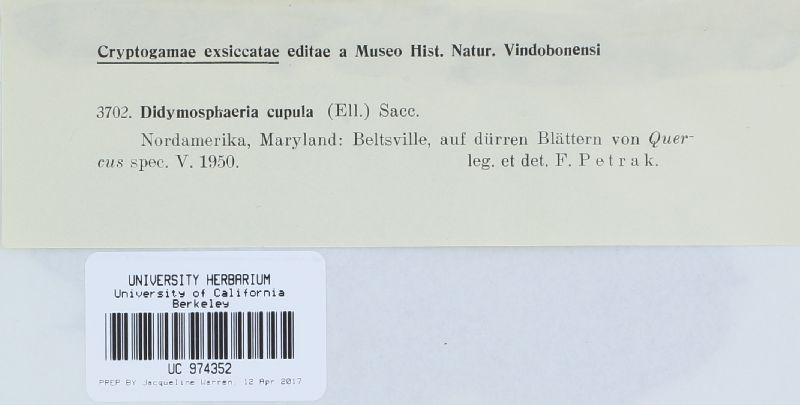 Cryptogamae exsiccatae editae a Museo Hist. Natur. Vindobonensi
3702. Didymosphaeria cupula (Ell.) Sacc.
Nordamerika, Maryland: Beltsville, auf dürren Blättern von Quer-
cus spec. V. 1950. leg. et det. F. Petrak.
UNIVERSITY HERBARIUM
University of California
Berkeley
UC 974352
PREP BY Jacqueline Warren, 12 Apr 2017